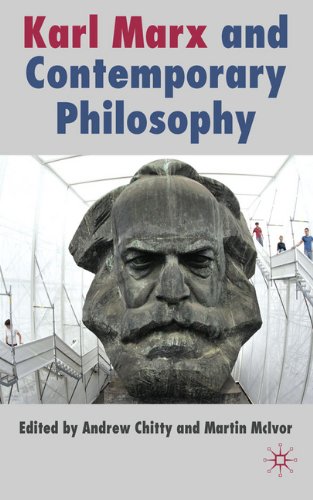 Karl Marx and
Contemporary
Philosophy
Edited by Andrew Chitty and Martin McIvor